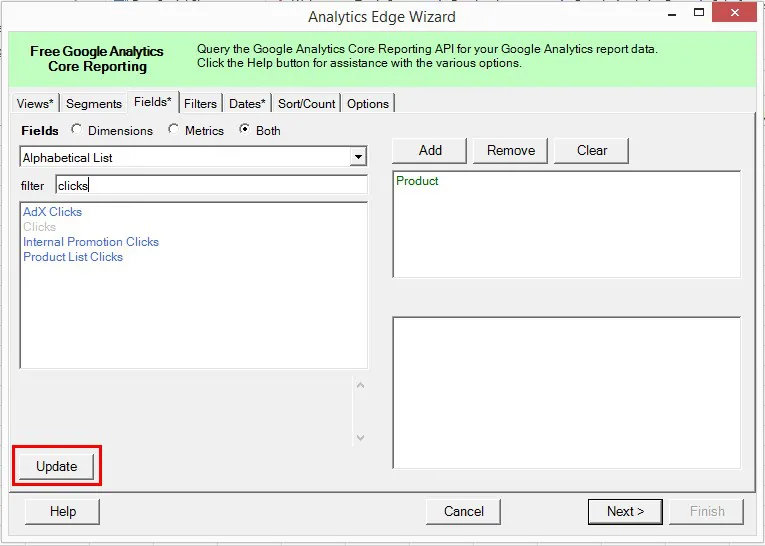 Analytics Edge Wizard
Free Google Analytics
Core Reporting
Query the Google Analytics Core Reporting API for your Google Analytics report data.
Click the Help button for assistance with the various options.
Views* Segments Fields* Filters Dates* Sort/Count Options
Fields Dimensions Metrics Both
Alphabetical List
Add Remove Clear
filter clicks
Product
AdX Clicks
Clicks
Internal Promotion Clicks
Product List Clicks
Update
Help Cancel Next > Finish